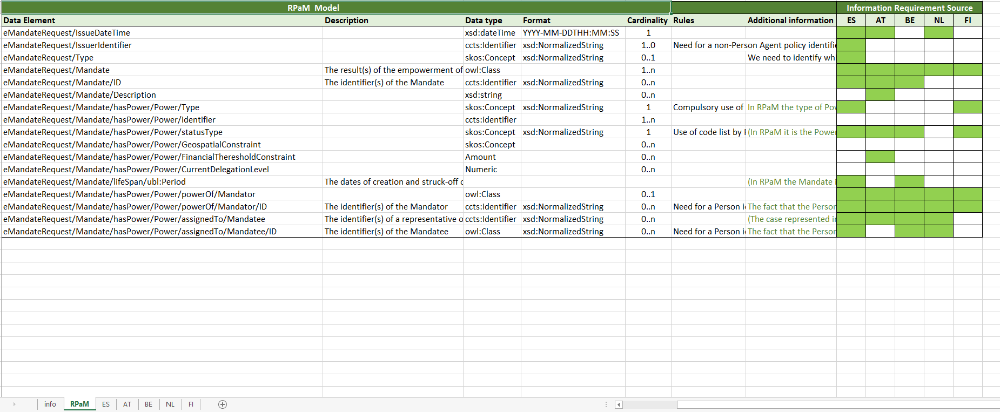 RPaM Model Information Requirement Source
Data Element Description Data type Format Cardinality Rules Additional information ES AT BE NL FI
eMandateRequest/IssueDateTime xsd:dateTime YYYY-MM-DDTHH:MM:SS 1
eMandateRequest/IssuerIdentifier ccts:Identifier xsd:NormalizedString 1..0 Need for a non-Person Agent policy identifie
eMandateRequest/Type skos:Concept xsd:NormalizedString 0..1 We need to identify whi
eMandateRequest/Mandate The result(s) of the empowerment of owl:Class 1..n
eMandateRequest/Mandate/ID The identifier(s) of the Mandate ccts:Identifier xsd:NormalizedString 0..n
eMandateRequest/Mandate/Description xsd:string 0..n
eMandateRequest/Mandate/hasPower/Power/Type skos:Concept xsd:NormalizedString 1 Compulsory use of In RPaM the type of Pov
eMandateRequest/Mandate/hasPower/Power/Identifier ccts:Identifier 1..n
eMandateRequest/Mandate/hasPower/Power/statusType skos:Concept xsd:NormalizedString 1 Use of code list by (In RPaM it is the Power
eMandateRequest/Mandate/hasPower/Power/GeospatialConstraint skos:Concept 0..n
eMandateRequest/Mandate/hasPower/Power/FinancialTheresholdConstraint Amount 0..n
eMandateRequest/Mandate/hasPower/Power/CurrentDelegationLevel Numeric 0..n
eMandateRequest/Mandate/lifeSpan/ubl:Period The dates of creation and struck-off (In RPaM the Mandate i
eMandateRequest/Mandate/hasPower/Power/powerOf/Mandator owl:Class 0..1
eMandateRequest/Mandate/hasPower/Power/powerOf/Mandator/ID The identifier(s) of the Mandator ccts:Identifier xsd:NormalizedString 0..n Need for a Person i The fact that the Person
eMandateRequest/Mandate/hasPower/Power/assignedTo/Mandatee The identifier(s) of a representative o ccts:Identifier xsd:NormalizedString 0..n (The case represented in
eMandateRequest/Mandate/hasPower/Power/assignedTo/Mandatee/ID The identifier(s) of the Mandatee owl:Class xsd:NormalizedString 0..n Need for a Person i The fact that the Person
info RPaM ES AT BE NL FI